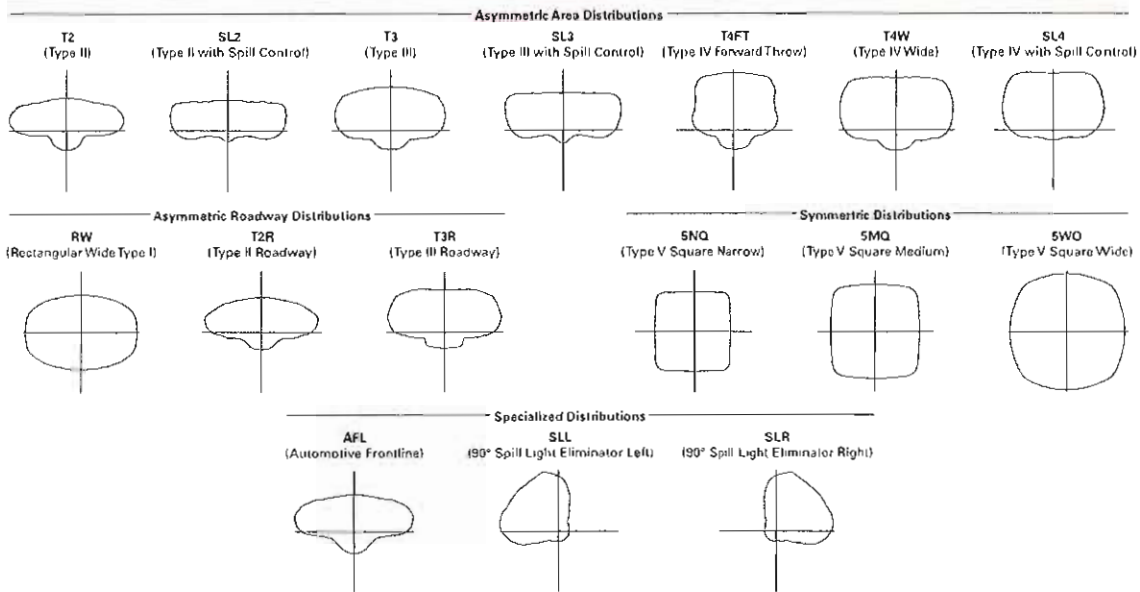 Asymmetric Area Distributions
T2
(Type II)
SL2
(Type II with Spill Control)
T3
(Type III)
SL3
(Type III with Spill Control)
T4FT
(Type IV Forward Throw)
T4W
(Type IV Wide)
SL4
(Type IV with Spill Control)
Asymmetric Roadway Distributions
RW
(Rectangular Wide Type I)
T2R
(Type II Roadway)
T3R
(Type III Roadway)
Symmetric Distributions
5NQ
(Type V Square Narrow)
5MQ
(Type V Square Medium)
5WQ
(Type V Square Wide)
Specialized Distributions
AFL
(Automotive Frontline)
SLL
(90° Spill Light Eliminator Left)
SLR
(90° Spill Light Eliminator Right)